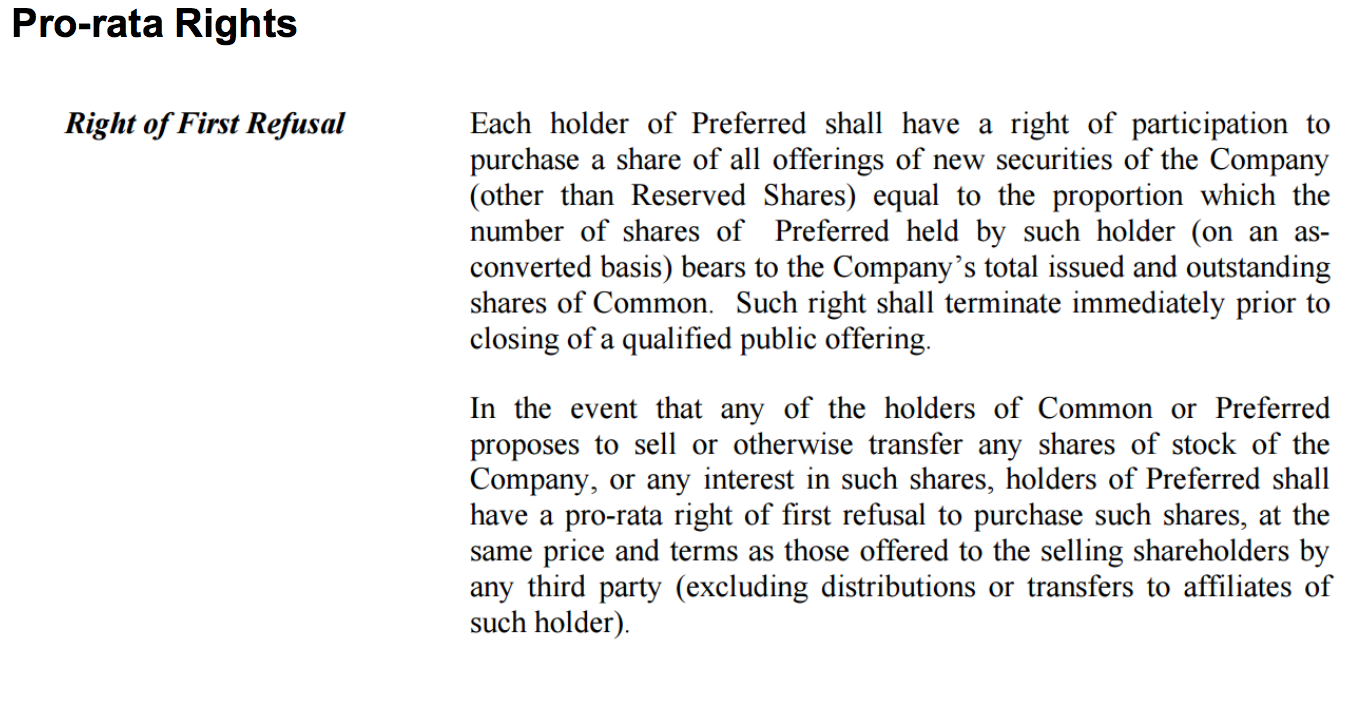 Pro-rata Rights
Right of First Refusal
Each holder of Preferred shall have a right of participation to
purchase a share of all offerings of new securities of the Company
(other than Reserved Shares) equal to the proportion which the
number of shares of Preferred held by such holder (on an as-
converted basis) bears to the Company’s total issued and outstanding
shares of Common. Such right shall terminate immediately prior to
closing of a qualified public offering.
In the event that any of the holders of Common or Preferred
proposes to sell or otherwise transfer any shares of stock of the
Company, or any interest in such shares, holders of Preferred shall
have a pro-rata right of first refusal to purchase such shares, at the
same price and terms as those offered to the selling shareholders by
any third party (excluding distributions or transfers to affiliates of
such holder).